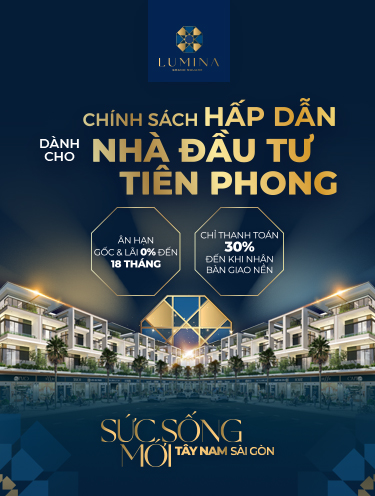 LUMINA
CHÍNH SÁCH HẤP DẪN
DÀNH CHO NHÀ ĐẦU TƯ
TIÊN PHONG
ÂN HẠN
GỐC & LÃI 0% ĐẾN
18 THÁNG
CHỈ THANH TOÁN
30%
ĐẾN KHI NHẬN
BÀN GIAO NỀN
SỨC SỐNG
MỚI TÂY NAM SÀI GÒN